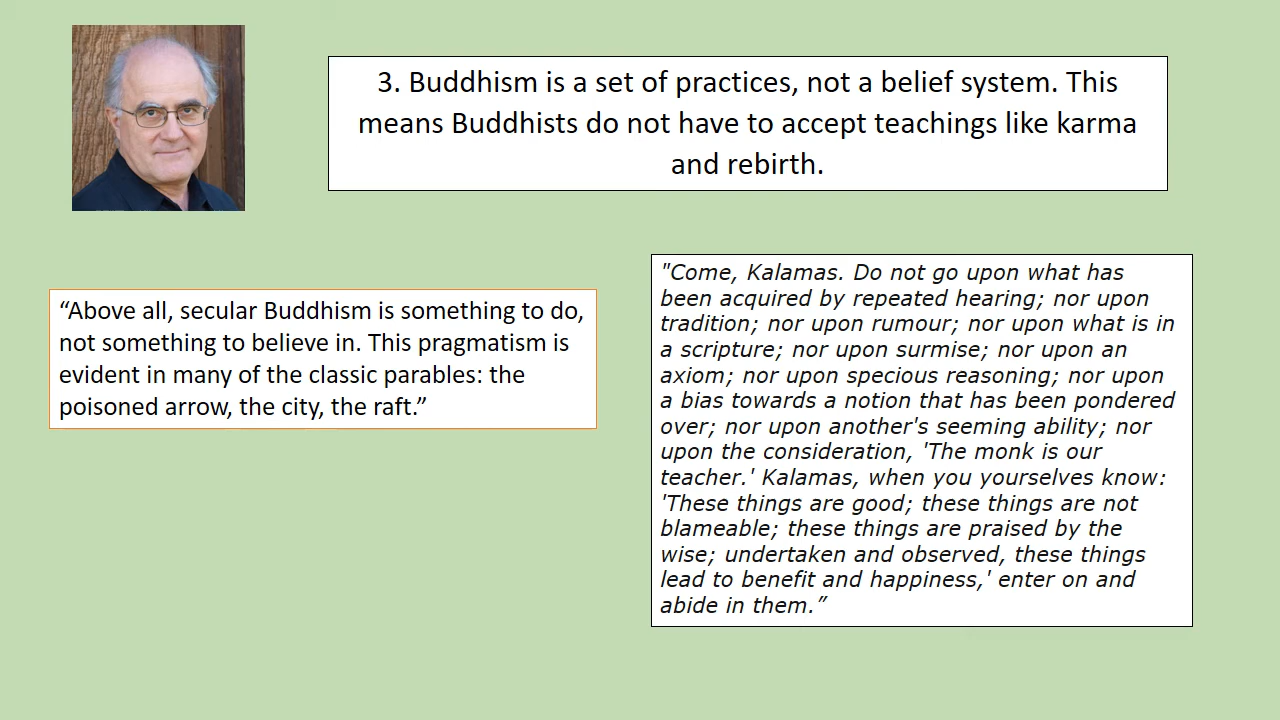 3. Buddhism is a set of practices, not a belief system. This
means Buddhists do not have to accept teachings like karma
and rebirth.
“Above all, secular Buddhism is something to do,
not something to believe in. This pragmatism is
evident in many of the classic parables: the
poisoned arrow, the city, the raft.”
"Come, Kalamas. Do not go upon what has
been acquired by repeated hearing; nor upon
tradition; nor upon rumour; nor upon what is in
a scripture; nor upon surmise; nor upon an
axiom; nor upon specious reasoning; nor upon
a bias towards a notion that has been pondered
over; nor upon another's seeming ability; nor
upon the consideration, 'The monk is our
teacher.' Kalamas, when you yourselves know:
'These things are good; these things are not
blameable; these things are praised by the
wise; undertaken and observed, these things
lead to benefit and happiness,' enter on and
abide in them.”